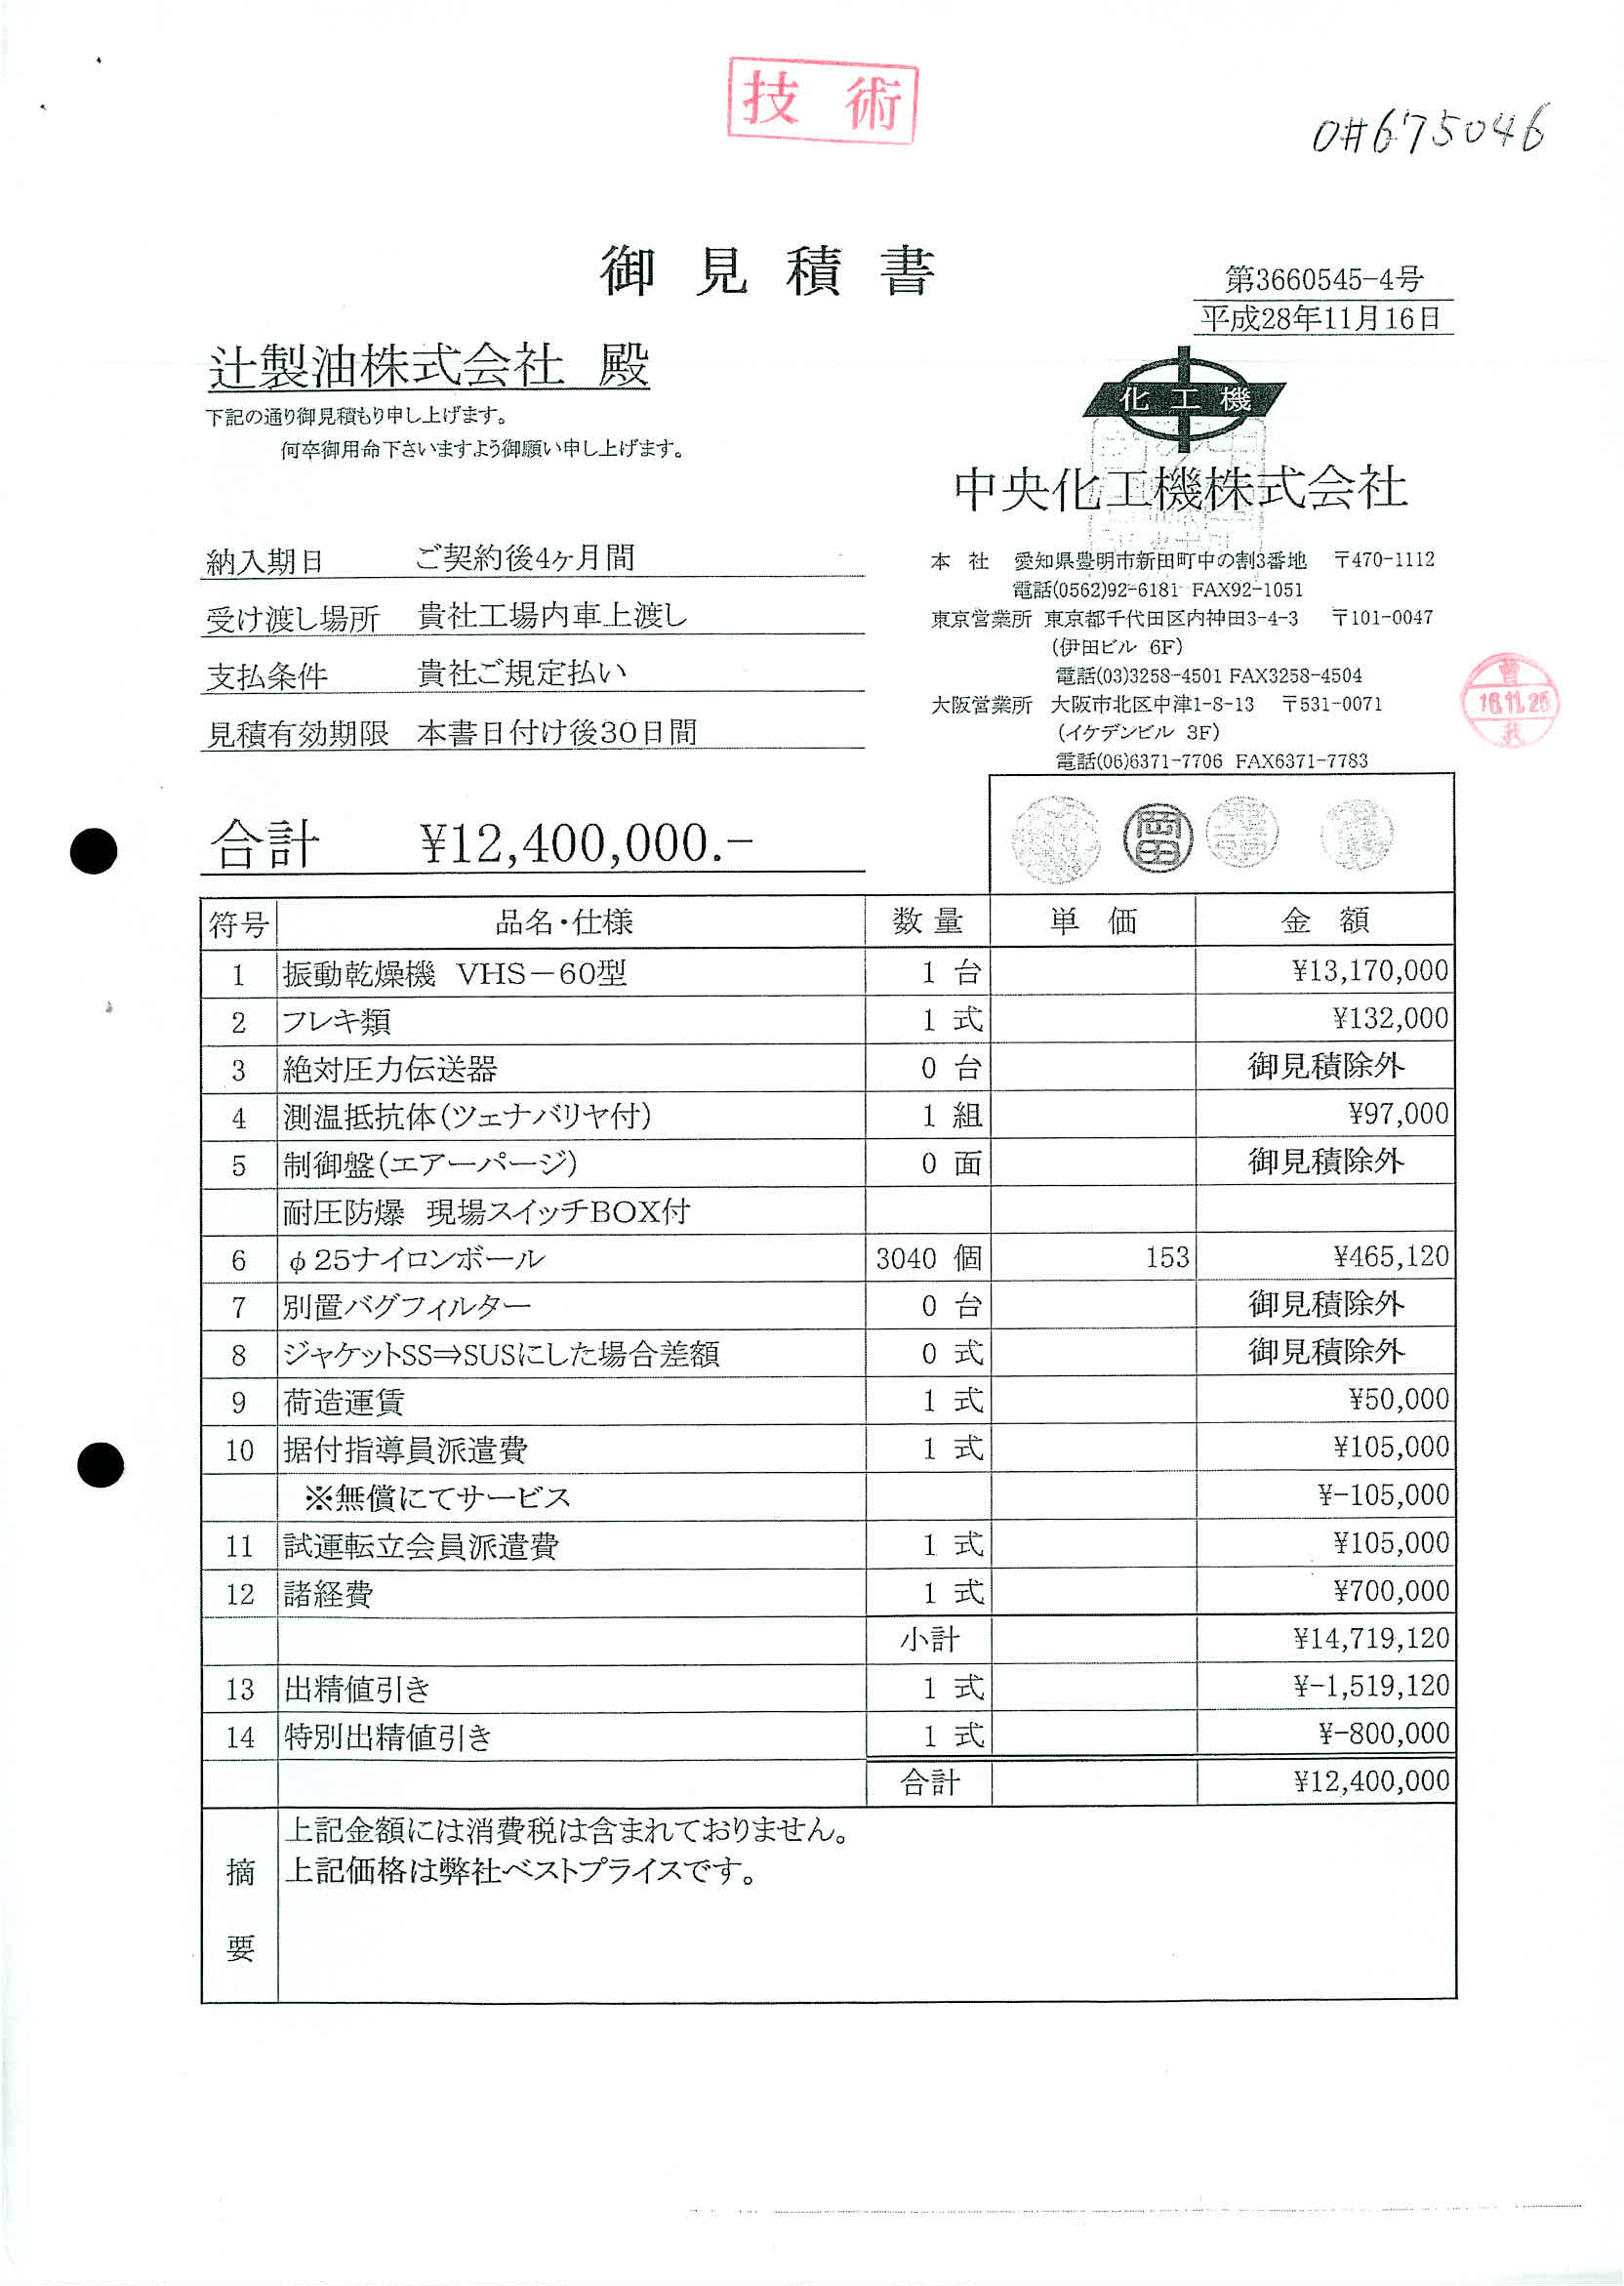 技術
O#675046
御見積書
第3660545-4号
平成28年11月16日
辻製油株式会社 殿
下記の通り御見積もり申し上げます。
何卒御用命下さいますよう御願い申し上げます。
化工機
中央化工機株式会社
納入期日 ご契約後4ヶ月間
受け渡し場所 貴社工場内車上渡し
支払条件 貴社ご規定払い
見積有効期限 本書日付け後30日間
本 社 愛知県豊明市新田町中の割3番地 〒470-1112
電話(0562)92-6181 FAX92-1051
東京営業所 東京都千代田区内神田3-4-3 〒101-0047
(伊田ビル 6F)
電話(03)3258-4501 FAX3258-4504
大阪営業所 大阪市北区中津1-8-13 〒531-0071
(イケデンビル 3F)
電話(06)6371-7706 FAX6371-7783
16.11.25
合計 ¥12,400,000.-
岡田
符号 品名・仕様 数量 単価 金額
1 振動乾燥機 VHS-60型 1 台 ¥13,170,000
2 フレキ類 1 式 ¥132,000
3 絶対圧力伝送器 0 台 御見積除外
4 測温抵抗体(ツェナバリヤ付) 1 組 ¥97,000
5 制御盤(エアーパージ) 0 面 御見積除外
耐圧防爆 現場スイッチBOX付
6 φ25ナイロンボール 3040 個 153 ¥465,120
7 別置バグフィルター 0 台 御見積除外
8 ジャケットSS⇒SUSにした場合差額 0 式 御見積除外
9 荷造運賃 1 式 ¥50,000
10 据付指導員派遣費 1 式 ¥105,000
※無償にてサービス ¥-105,000
11 試運転立会員派遣費 1 式 ¥105,000
12 諸経費 1 式 ¥700,000
小計 ¥14,719,120
13 出精値引き 1 式 ¥-1,519,120
14 特別出精値引き 1 式 ¥-800,000
合計 ¥12,400,000
摘要
上記金額には消費税は含まれておりません。
上記価格は弊社ベストプライスです。